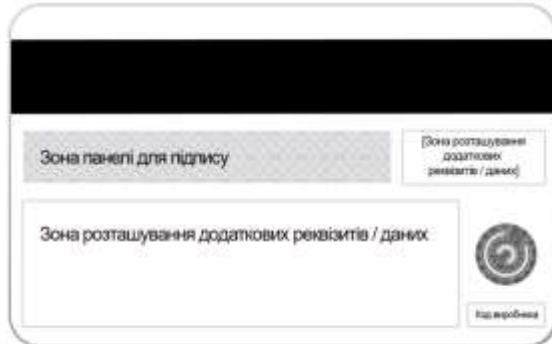 Зона панелі для підпису
[Зона розташування
додаткових
реквізитів / даних]
Зона розташування додаткових реквізитів / даних
Код виробника